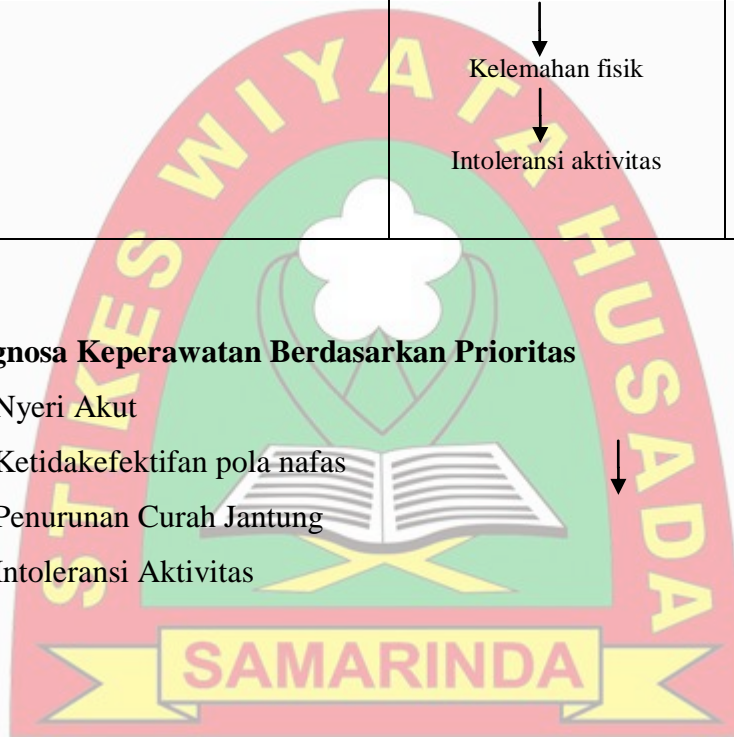 Kelemahan fisik
Intoleransi aktivitas
gnosa Keperawatan Berdasarkan Prioritas
Nyeri Akut
Ketidakefektifan pola nafas
Penurunan Curah Jantung
Intoleransi Aktivitas
STIKES WIYATA HUSADA
SAMARINDA